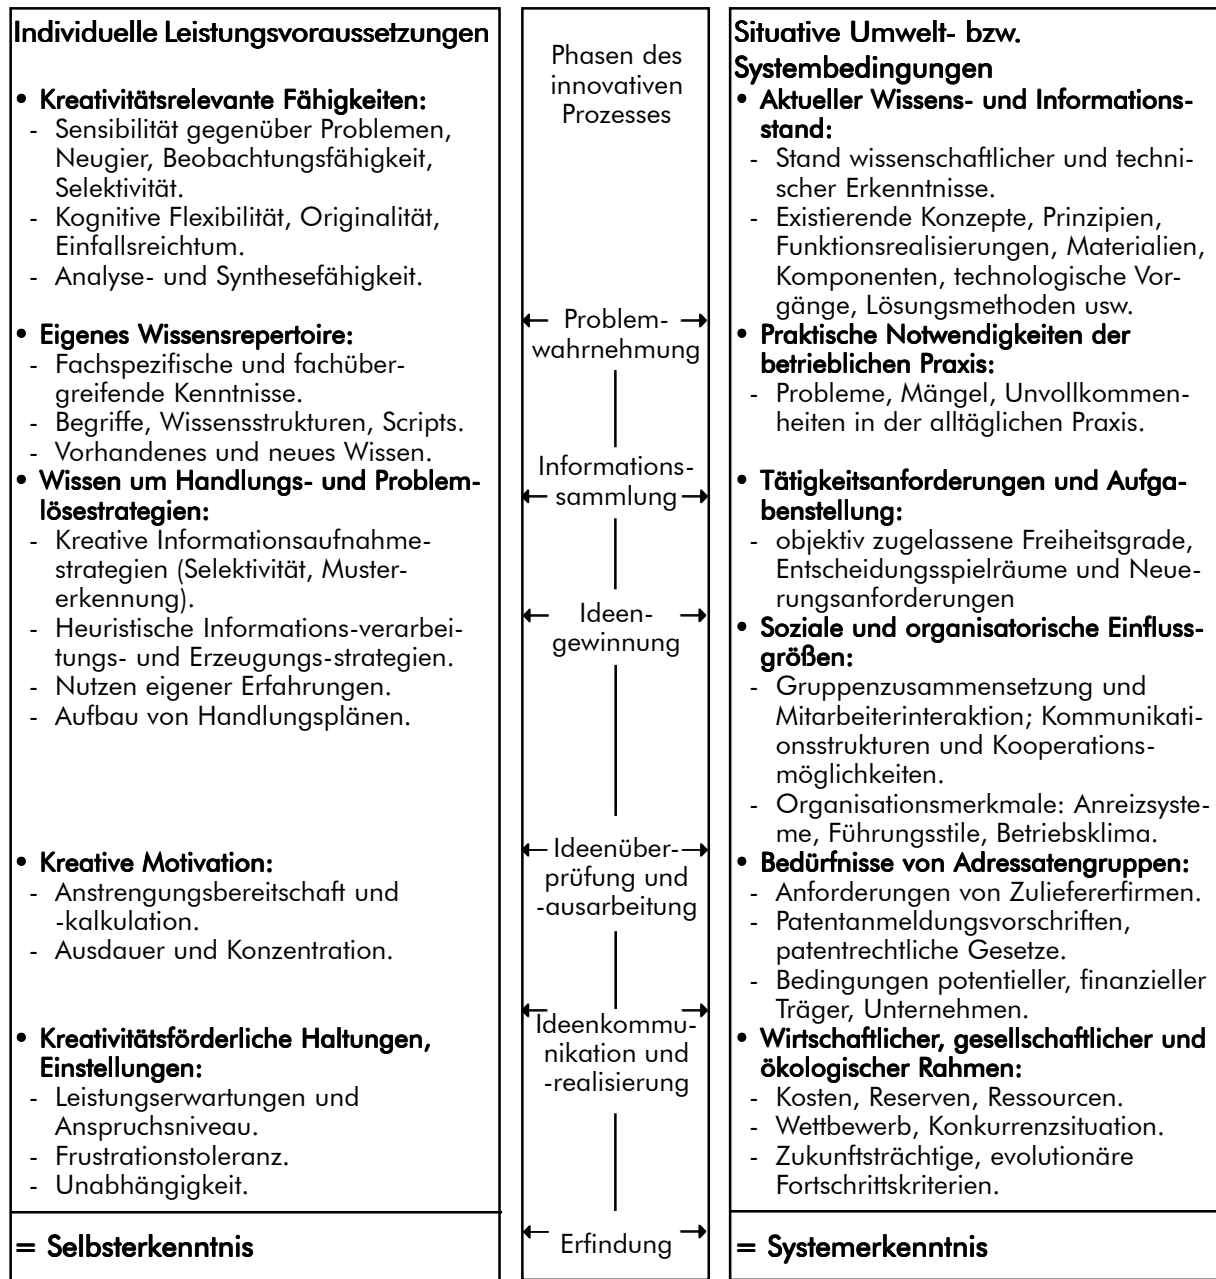 Individuelle Leistungsvoraussetzungen
• Kreativitätsrelevante Fähigkeiten:
- Sensibilität gegenüber Problemen,
Neugier, Beobachtungsfähigkeit,
Selektivität.
- Kognitive Flexibilität, Originalität,
Einfallsreichtum.
- Analyse- und Synthesefähigkeit.
• Eigenes Wissensrepertoire:
- Fachspezifische und fachüber-
greifende Kenntnisse.
- Begriffe, Wissensstrukturen, Scripts.
- Vorhandenes und neues Wissen.
• Wissen um Handlungs- und Problem-
lösestrategien:
- Kreative Informationsaufnahme-
strategien (Selektivität, Muster-
erkennung).
- Heuristische Informations-verarbei-
tungs- und Erzeugungs-strategien.
- Nutzen eigener Erfahrungen.
- Aufbau von Handlungsplänen.
• Kreative Motivation:
- Anstrengungsbereitschaft und
-kalkulation.
- Ausdauer und Konzentration.
• Kreativitätsförderliche Haltungen,
Einstellungen:
- Leistungserwartungen und
Anspruchsniveau.
- Frustrationstoleranz.
- Unabhängigkeit.
= Selbsterkenntnis
Phasen des
innovativen
Prozesses
Problem-
wahrnehmung
Informations-
sammlung
Ideen-
gewinnung
Ideenüber-
prüfung und
-ausarbeitung
Ideenkommu-
nikation und
-realisierung
Erfindung
Situative Umwelt- bzw.
Systembedingungen
• Aktueller Wissens- und Informations-
stand:
- Stand wissenschaftlicher und techni-
scher Erkenntnisse.
- Existierende Konzepte, Prinzipien,
Funktionsrealisierungen, Materialien,
Komponenten, technologische Vor-
gänge, Lösungsmethoden usw.
• Praktische Notwendigkeiten der
betrieblichen Praxis:
- Probleme, Mängel, Unvollkommen-
heiten in der alltäglichen Praxis.
• Tätigkeitsanforderungen und Aufga-
benstellung:
- objektiv zugelassene Freiheitsgrade,
Entscheidungsspielräume und Neue-
rungsanforderungen
• Soziale und organisatorische Einfluss-
größen:
- Gruppenzusammensetzung und
Mitarbeiterinteraktion; Kommunikati-
onsstrukturen und Kooperations-
möglichkeiten.
- Organisationsmerkmale: Anreizsyste-
me, Führungsstile, Betriebsklima.
• Bedürfnisse von Adressatengruppen:
- Anforderungen von Zuliefererfirmen.
- Patentanmeldungsvorschriften,
patentrechtliche Gesetze.
- Bedingungen potentieller, finanzieller
Träger, Unternehmen.
• Wirtschaftlicher, gesellschaftlicher und
ökologischer Rahmen:
- Kosten, Reserven, Ressourcen.
- Wettbewerb, Konkurrenzsituation.
- Zukunftsträchtige, evolutionäre
Fortschrittskriterien.
= Systemerkenntnis